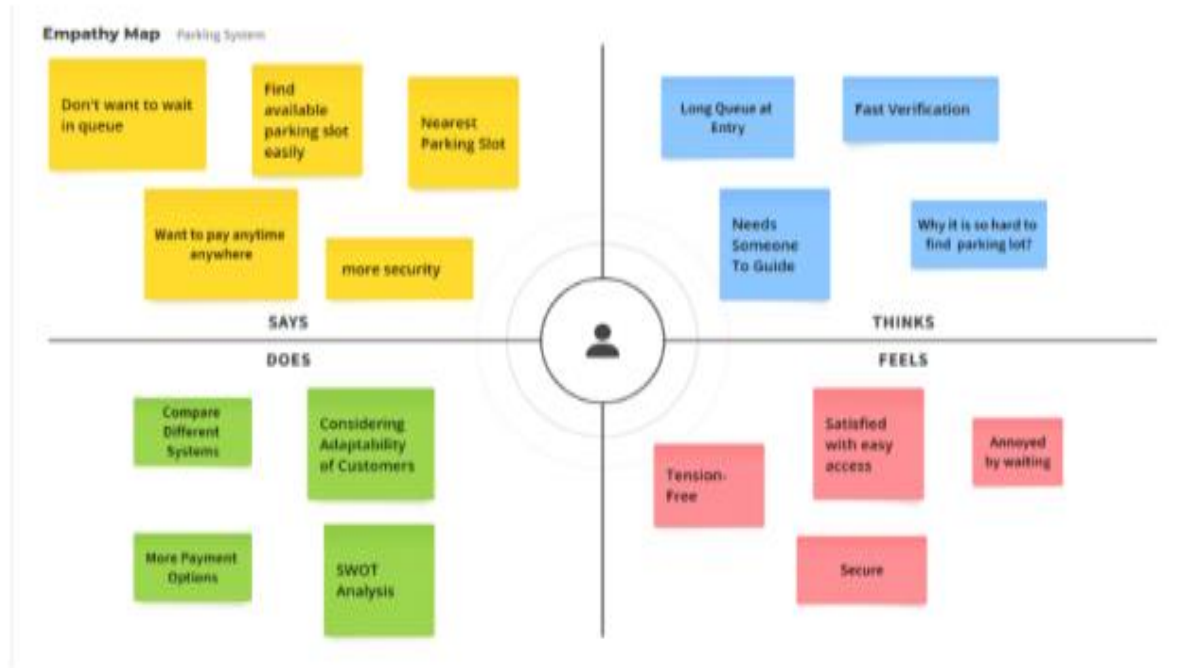 Empathy Map Parking System
Don't want to wait
in queue
Find
available
parking slot
easily
Nearest
Parking Slot
Want to pay anytime
anywhere
more security
SAYS
Long Queue at
Entry
Fast Verification
Needs
Someone
To Guide
Why it is so hard to
find parking lot?
THINKS
DOES
Compare
Different
Systems
Considering
Adaptability
of Customers
More Payment
Options
SWOT
Analysis
FEELS
Tension-
Free
Satisfied
with easy
access
Annoyed
by waiting
Secure